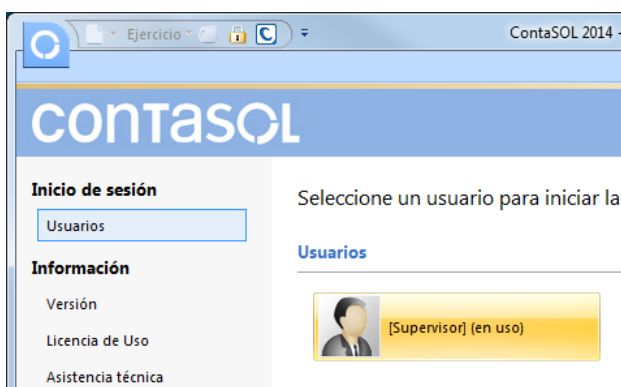 Ejercicio
ContaSOL 2014 -
contasol
Inicio de sesión
Usuarios
Información
Versión
Licencia de Uso
Asistencia técnica
Seleccione un usuario para iniciar la
Usuarios
[Supervisor] (en uso)